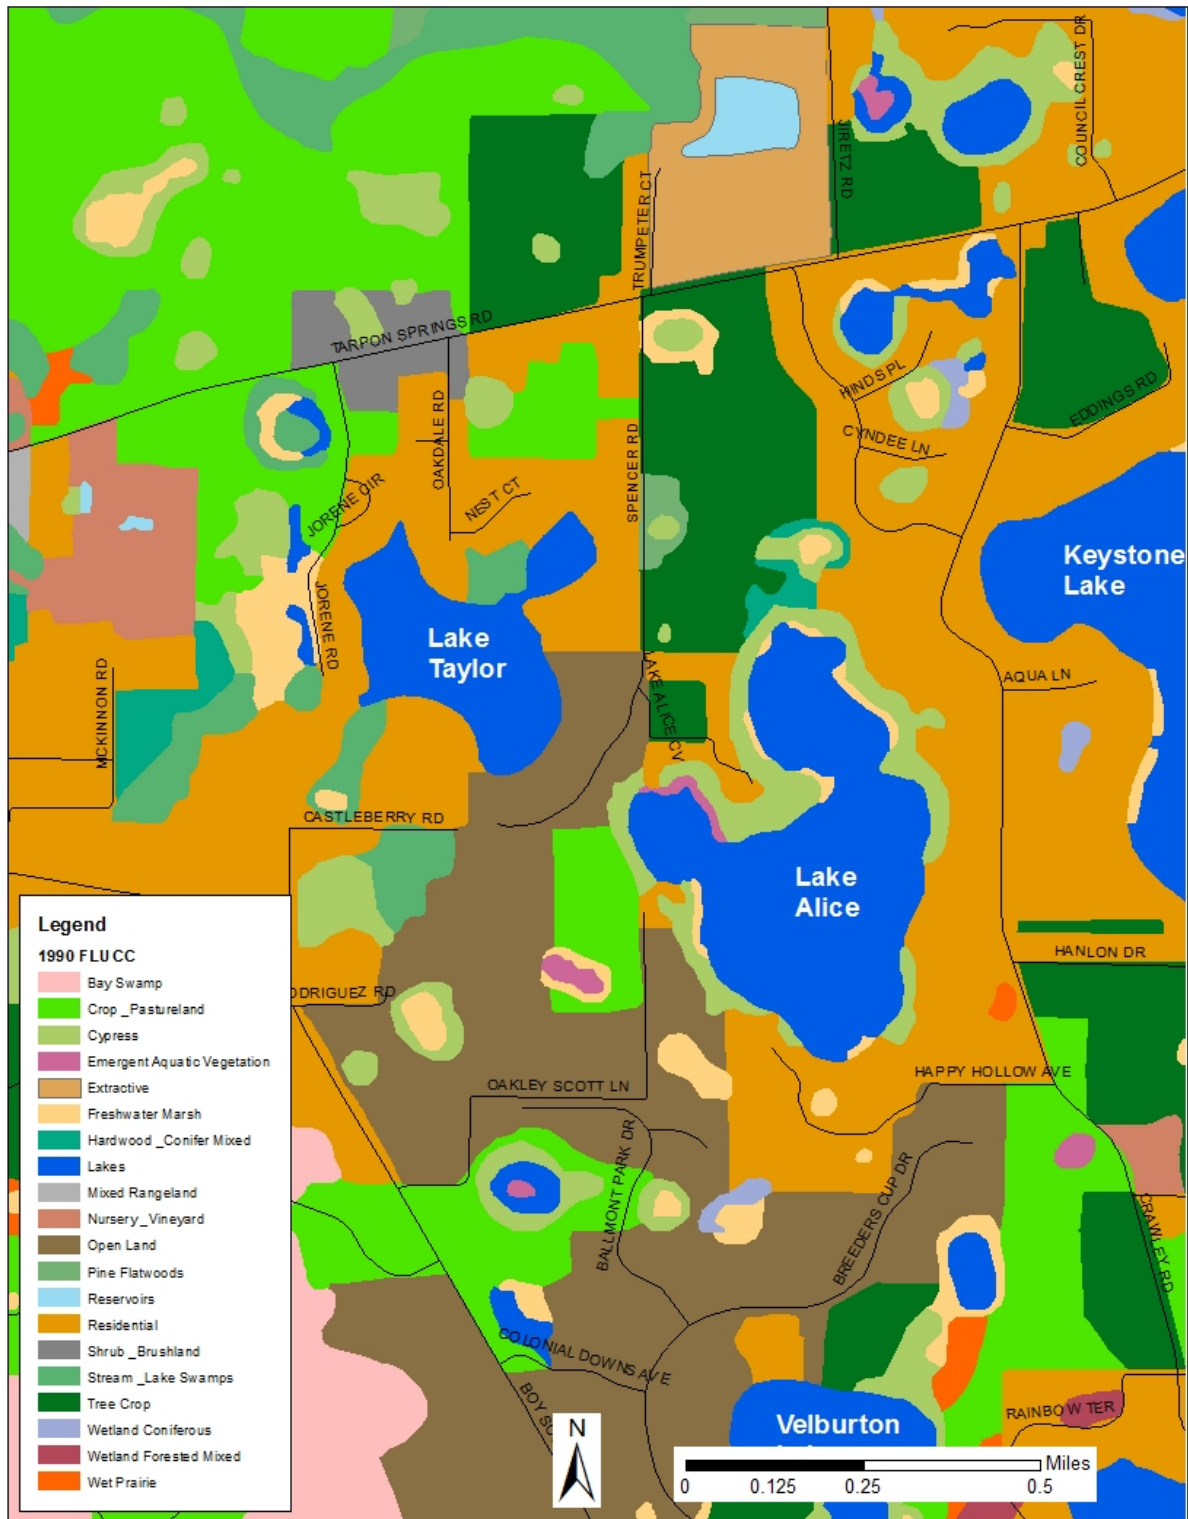 COUNCIL CREST DR
JIRETZ RD
TRUMPETER CT
TARPON SPRINGS RD
HINDS PL
EDDINGS RD
OAKDALE RD
SPENCER RD
CYNDEE LN
NEST CT
JORENE CIR
Keystone
Lake
JORENE RD
Lake
Taylor
MCKINNON RD
LAKE ALICE CV
AQUA LN
CASTLEBERRY RD
Lake
Alice
HANLON DR
ODRIGUEZ RD
OAKLEY SCOTT LN
HAPPY HOLLOW AVE
BALLMONT PARK DR
BREEDERS CUP DR
CRAWLEY RD
COLONIAL DOWNS AVE
BOY SC
RAINBOW TER
Velburton
Legend
1990 FLUCC
Bay Swamp
Crop _Pastureland
Cypress
Emergent Aquatic Vegetation
Extractive
Freshwater Marsh
Hardwood _Conifer Mixed
Lakes
Mixed Rangeland
Nursery _Vineyard
Open Land
Pine Flatwoods
Reservoirs
Residential
Shrub _Brushland
Stream _Lake Swamps
Tree Crop
Wetland Coniferous
Wetland Forested Mixed
Wet Prairie
N
Miles
0 0.125 0.25 0.5